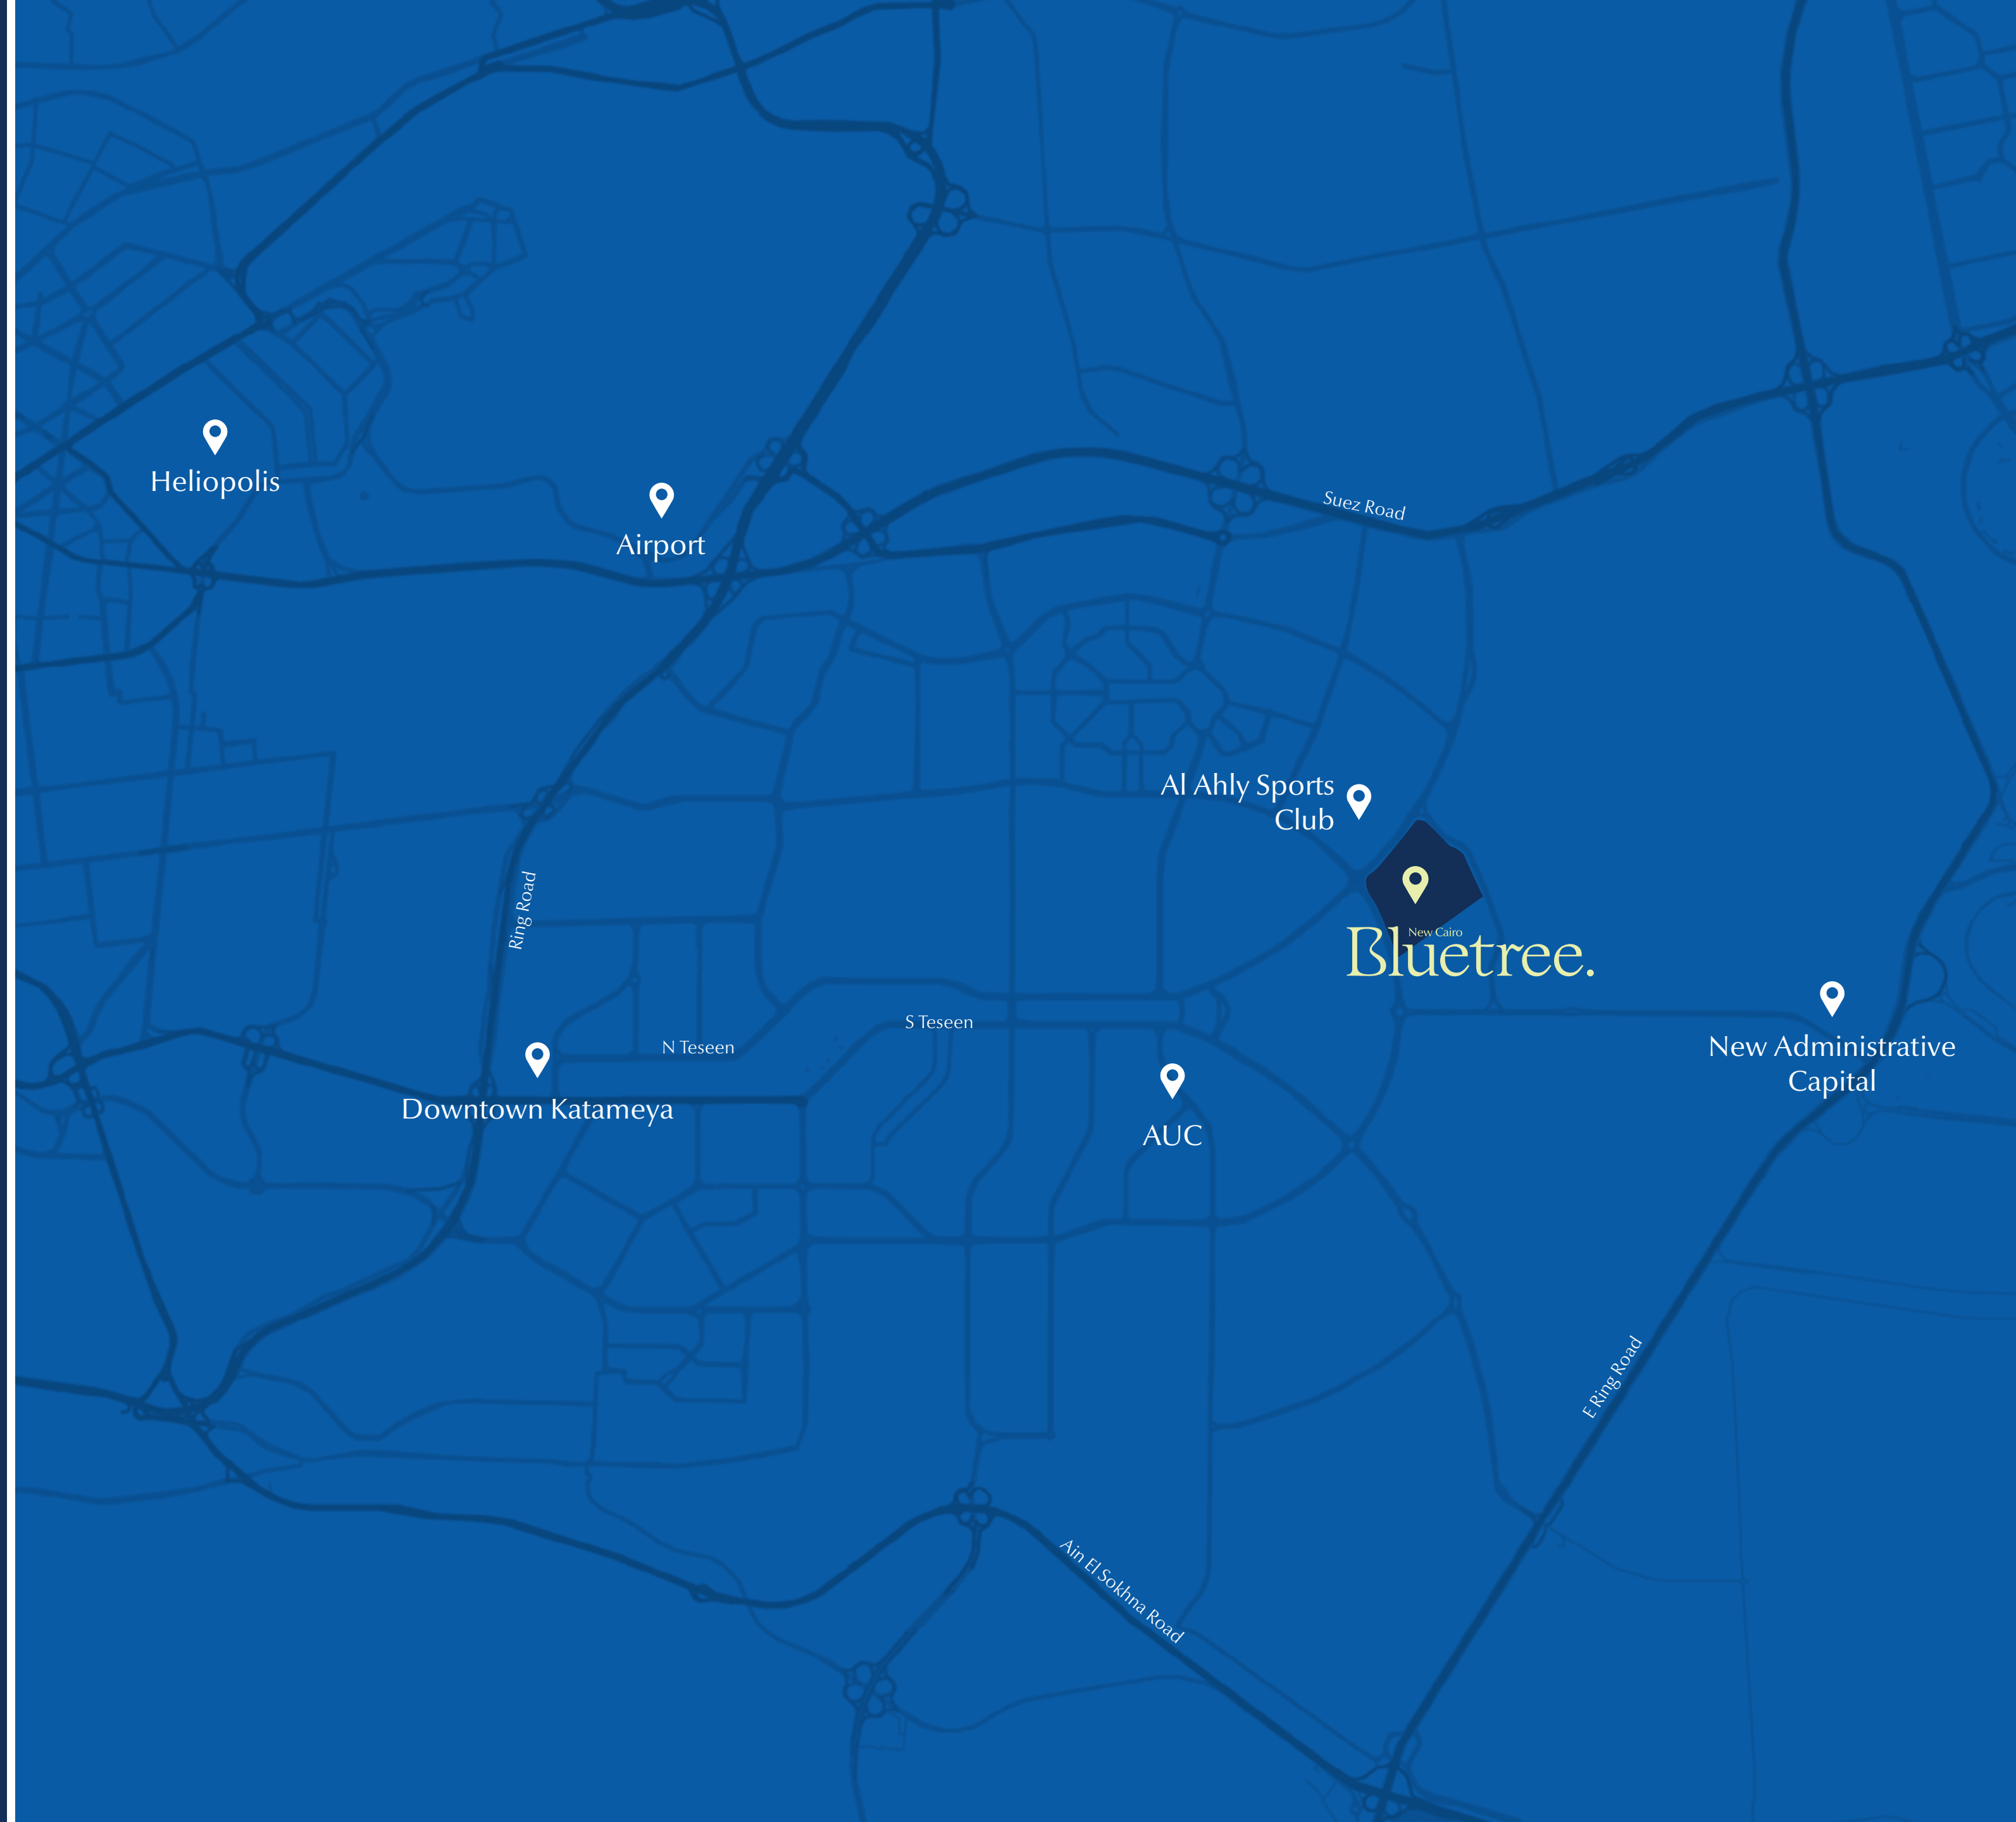 Heliopolis
Airport
Suez Road
Al Ahly Sports
Club
Ring Road
New Cairo
Bluetree.
S Teseen
N Teseen
New Administrative
Capital
Downtown Katameya
AUC
E Ring Road
Ain El Sokhna Road